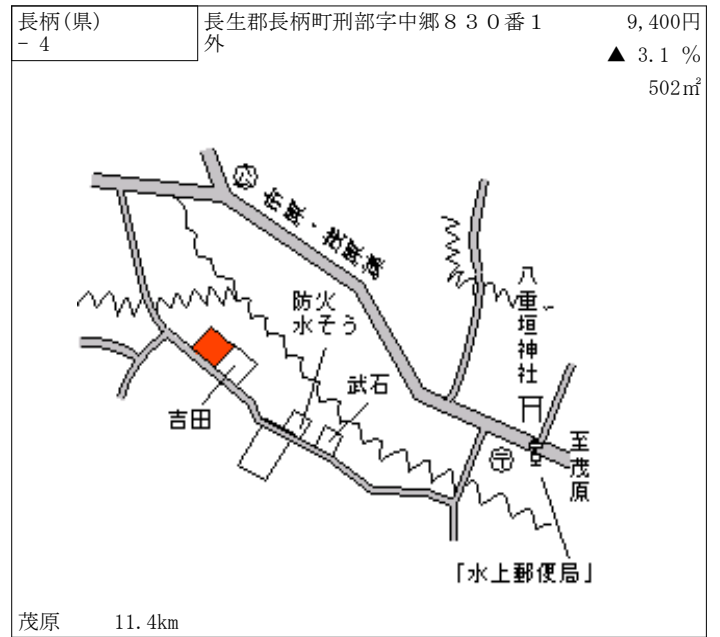 長柄(県)
- 4
長生郡長柄町刑部字中郷830番1
外
9,400円
▲ 3.1 %
502㎡
八重垣神社
防火
水そう
武石
吉田
至茂原
「水上郵便局」
茂原 11.4km